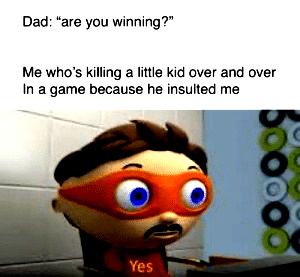 Dad: “are you winning?”
Me who’s killing a little kid over and over
In a game because he insulted me
Yes